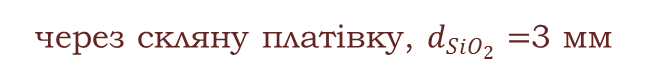 через скляну платівку, d_{SiO_2} =3 мм